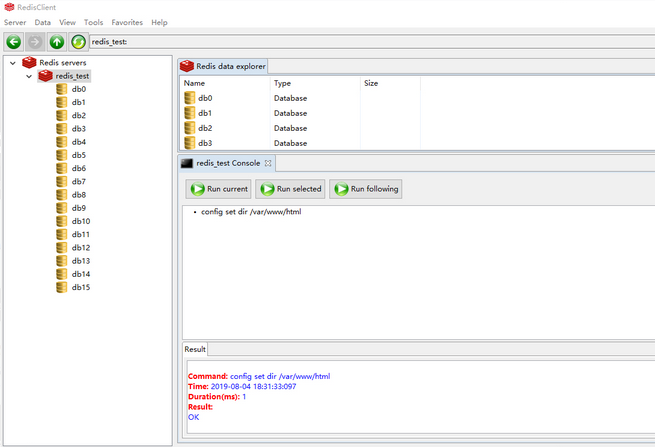 RedisClient
Server Data View Tools Favorites Help
redis_test:
Redis servers
redis_test
db0
db1
db2
db3
db4
db5
db6
db7
db8
db9
db10
db11
db12
db13
db14
db15
Redis data explorer
Name Type Size
db0 Database
db1 Database
db2 Database
db3 Database
redis_test Console
Run current Run selected Run following
• config set dir /var/www/html
Result
Command: config set dir /var/www/html
Time: 2019-08-04 18:31:33:097
Duration(ms): 1
Result:
OK